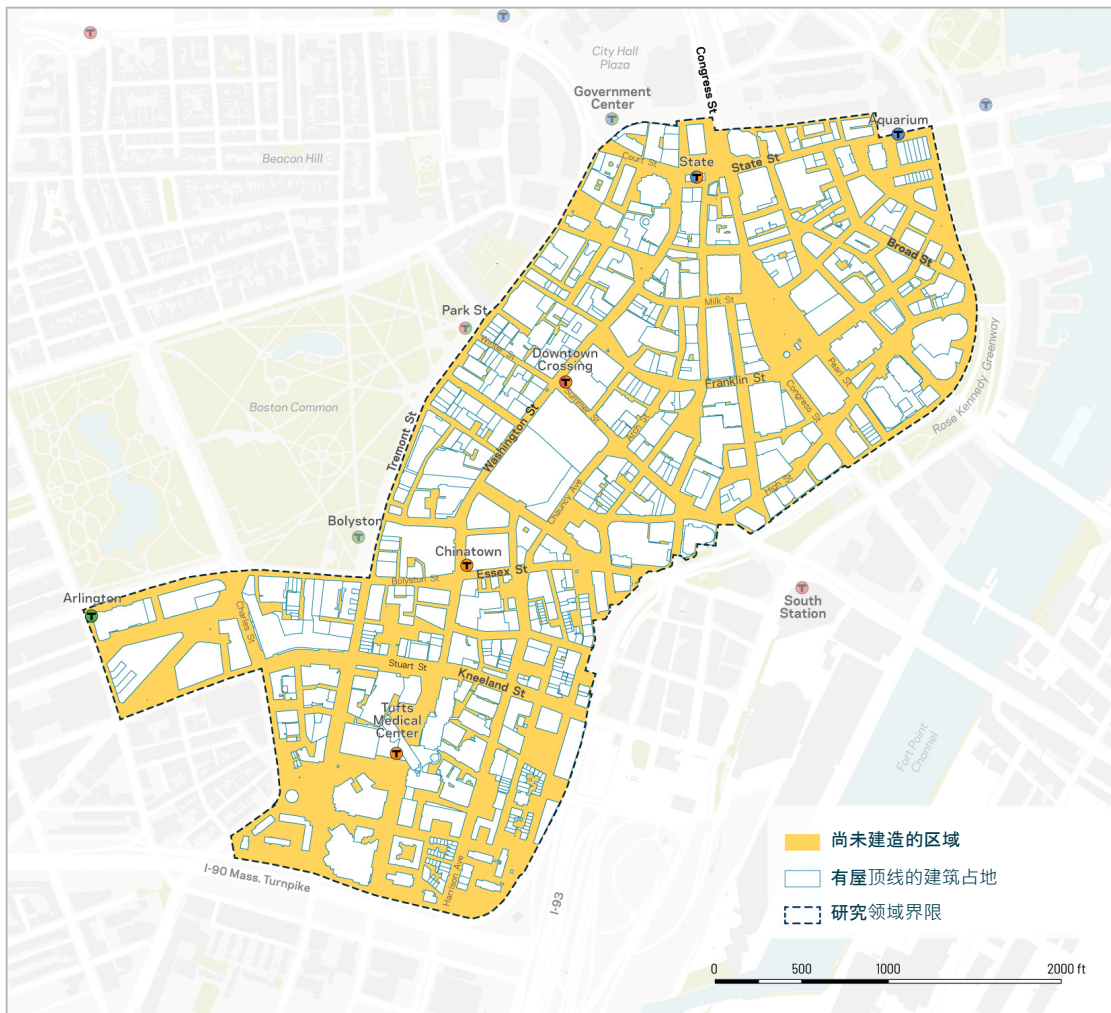 City Hall
Plaza
Congress St
Government
Center
Aquarium
Beacon Hill
Court St
State
State St
Broad St
Milk St
Park St
Winter St
Downtown
Crossing
Franklin St
Pearl St
Congress St
Summer St
Arch St
Rose Kennedy Greenway
Boston Common
Tremont St
Washington St
High St
Chauncy Ave
Bolyston
Chinatown
Essex St
Bolyston St
Arlington
South
Station
Charles St
Stuart St
Kneeland St
Tufts
Medical
Center
Fort Point
Channel
尚未建造的区域
有屋顶线的建筑占地
研究领域界限
I-90 Mass. Turnpike
Harrison Ave
I-93
0 500 1000 2000 ft